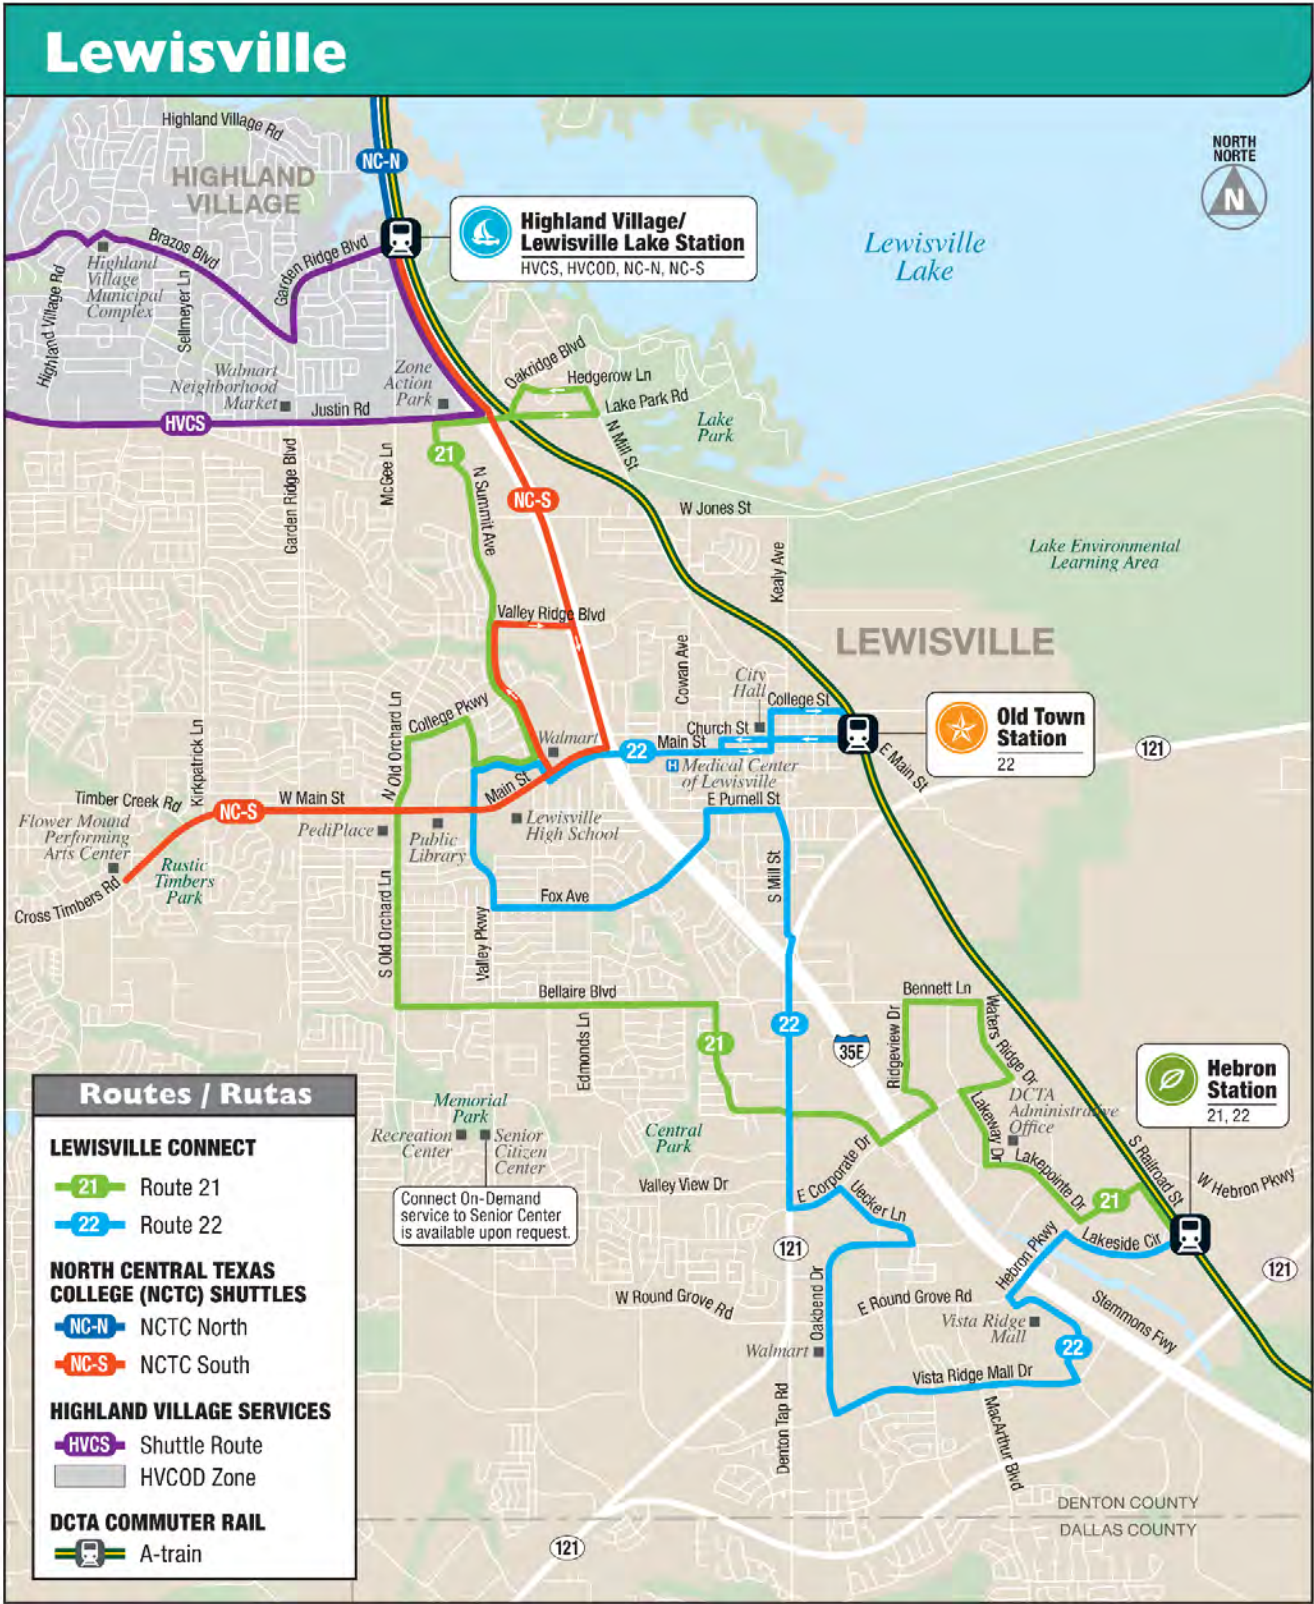 Lewisville
NORTH
NORTE
N
Highland Village Rd
HIGHLAND
VILLAGE
NC-N
Highland Village/
Lewisville Lake Station
HVCS, HVCOD, NC-N, NC-S
Lewisville
Lake
Brazos Blvd
Garden Ridge Blvd
Highland
Village
Municipal
Complex
Highland Village Rd
Sellmeyer Ln
Walmart
Neighborhood
Market
Zone
Action
Park
Justin Rd
HVCS
Oakridge Blvd
Hedgerow Ln
Lake Park Rd
Lake
Park
N Mill St
21
N Summit Ave
McGee Ln
Garden Ridge Blvd
NC-S
W Jones St
Kealy Ave
Lake Environmental
Learning Area
Valley Ridge Blvd
LEWISVILLE
Cowan Ave
City
Hall
College St
Church St
Main St
22
H Medical Center
of Lewisville
Old Town
Station
22
E Main St
121
N Old Orchard Ln
College Pkwy
Walmart
Main St
Kirkpatrick Ln
Timber Creek Rd
NC-S
W Main St
Flower Mound
Performing
Arts Center
PediPlace
Public
Library
Lewisville
High School
E Purnell St
Rustic
Timbers
Park
Cross Timbers Rd
S Old Orchard Ln
Valley Pkwy
Fox Ave
S Mill St
Bellaire Blvd
Edmonds Ln
21
22
35E
Bennett Ln
Ridgeview Dr
Waters Ridge Dr
DCTA
Administrative
Office
Lakeway Dr
Lakepointe Dr
21
S Railroad St
Hebron
Station
21, 22
W Hebron Pkwy
Memorial
Park
Recreation
Center
Senior
Citizen
Center
Connect On-Demand
service to Senior Center
is available upon request.
Central
Park
Valley View Dr
E Corporate Dr
Uecker Ln
121
Hebron Pkwy
Lakeside Cir
121
Stemmons Fwy
W Round Grove Rd
Oakbend Dr
E Round Grove Rd
Vista Ridge
Mall
22
Walmart
Vista Ridge Mall Dr
Denton Tap Rd
MacArthur Blvd
DENTON COUNTY
DALLAS COUNTY
121
Routes / Rutas
LEWISVILLE CONNECT
21 Route 21
22 Route 22
NORTH CENTRAL TEXAS
COLLEGE (NCTC) SHUTTLES
NC-N NCTC North
NC-S NCTC South
HIGHLAND VILLAGE SERVICES
HVCS Shuttle Route
HVCOD Zone
DCTA COMMUTER RAIL
A-train